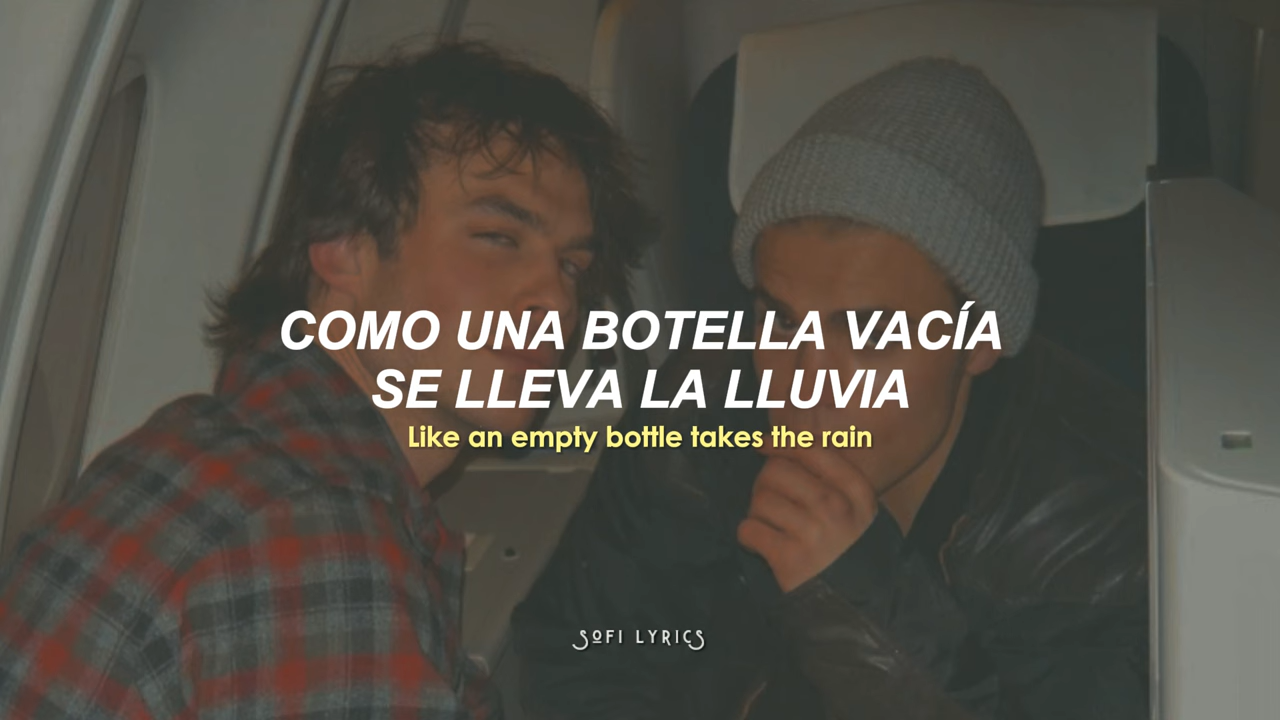 COMO UNA BOTELLA VACÍA
SE LLEVA LA LLUVIA
Like an empty bottle takes the rain
SOFI LYRICS